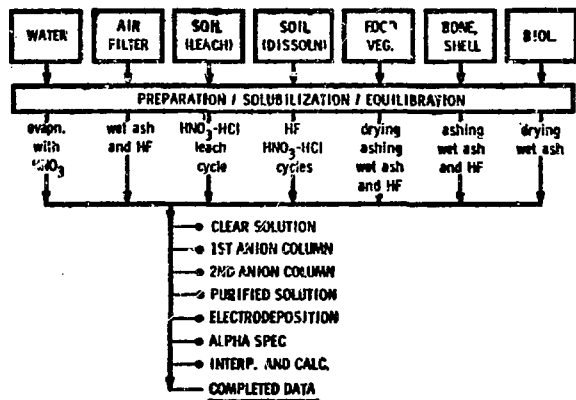 WATER
AIR
FILTER
SOIL
(LEACH)
SOIL
(DISSOLN)
FOOD
VEG.
BONE,
SHELL
BIOL.
PREPARATION / SOLUBILIZATION / EQUILIBRATION
evapn.
with
HNO3
wet ash
and HF
HNO3-HCl
leach
cycle
HF
HNO3-HCl
cycles
drying
ashing
wet ash
and HF
ashing
wet ash
and HF
drying
wet ash
CLEAR SOLUTION
1ST ANION COLUMN
2ND ANION COLUMN
PURIFIED SOLUTION
ELECTRODEPOSITION
ALPHA SPEC
INTERP. AND CALC.
COMPLETED DATA